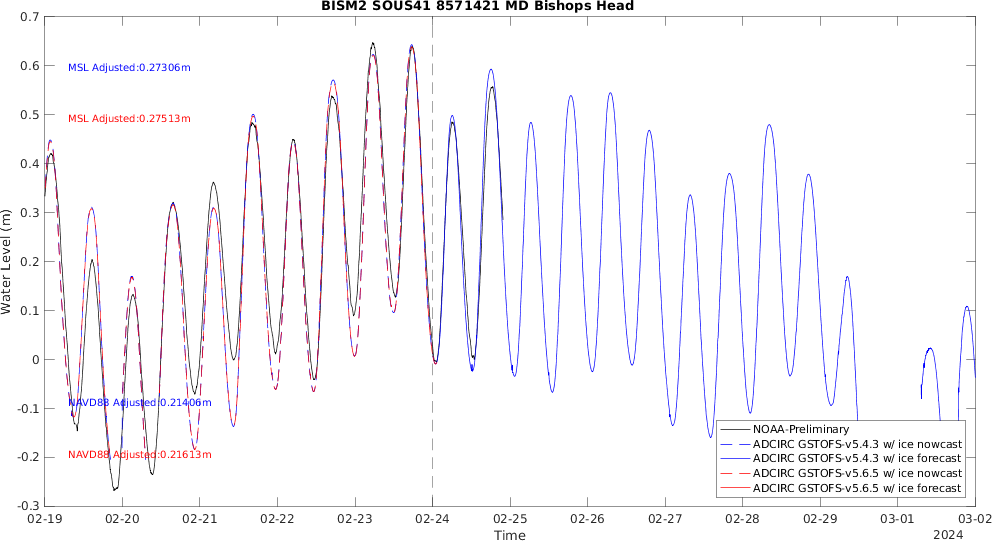 BISM2 SOUS41 8571421 MD Bishops Head
0.7
0.6
0.5
0.4
0.3
0.2
0.1
0
-0.1
-0.2
-0.3
Water Level (m)
MSL Adjusted:0.27306m
MSL Adjusted:0.27513m
NAVD88 Adjusted:0.21406m
NAVD88 Adjusted:0.21613m
NOAA-Preliminary
ADCIRC GSTOFS-v5.4.3 w/ ice nowcast
ADCIRC GSTOFS-v5.4.3 w/ ice forecast
ADCIRC GSTOFS-v5.6.5 w/ ice nowcast
ADCIRC GSTOFS-v5.6.5 w/ ice forecast
02-19 02-20 02-21 02-22 02-23 02-24 02-25 02-26 02-27 02-28 02-29 03-01 03-02
Time
2024